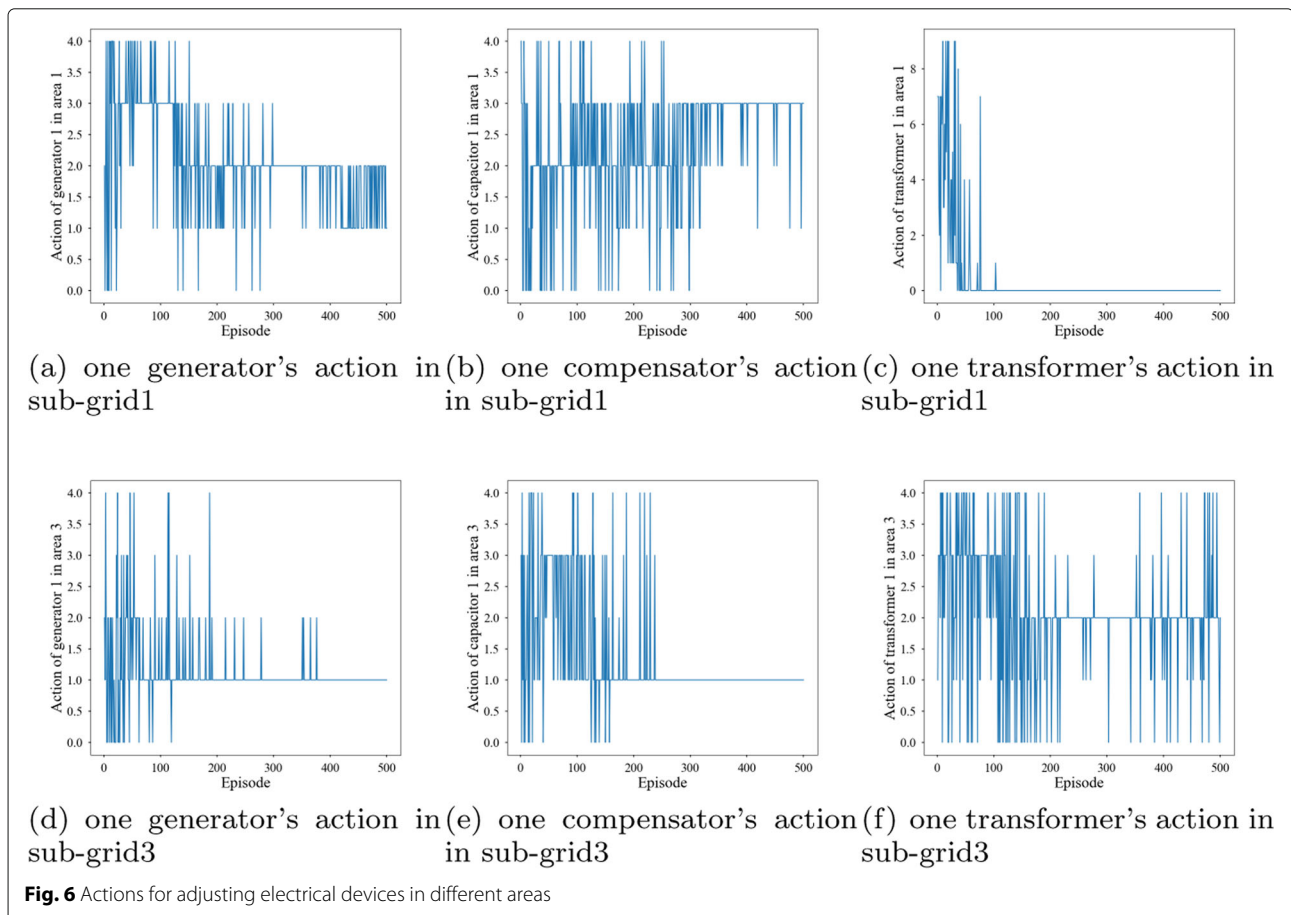 4.0
3.5
3.0
2.5
2.0
1.5
1.0
0.5
0.0
Action of generator 1 in area 1
0 100 200 300 400 500
Episode
4.0
3.5
3.0
2.5
2.0
1.5
1.0
0.5
0.0
Action of capacitor 1 in area 1
0 100 200 300 400 500
Episode
8
6
4
2
0
Action of transformer 1 in area 1
0 100 200 300 400 500
Episode
(a) one generator's action in
sub-grid1
(b) one compensator's action
in sub-grid1
(c) one transformer's action in
sub-grid1
4.0
3.5
3.0
2.5
2.0
1.5
1.0
0.5
0.0
Action of generator 1 in area 3
0 100 200 300 400 500
Episode
4.0
3.5
3.0
2.5
2.0
1.5
1.0
0.5
0.0
Action of capacitor 1 in area 3
0 100 200 300 400 500
Episode
4.0
3.5
3.0
2.5
2.0
1.5
1.0
0.5
0.0
Action of transformer 1 in area 3
0 100 200 300 400 500
Episode
(d) one generator's action in
sub-grid3
(e) one compensator's action
in sub-grid3
(f) one transformer's action in
sub-grid3
Fig. 6 Actions for adjusting electrical devices in different areas